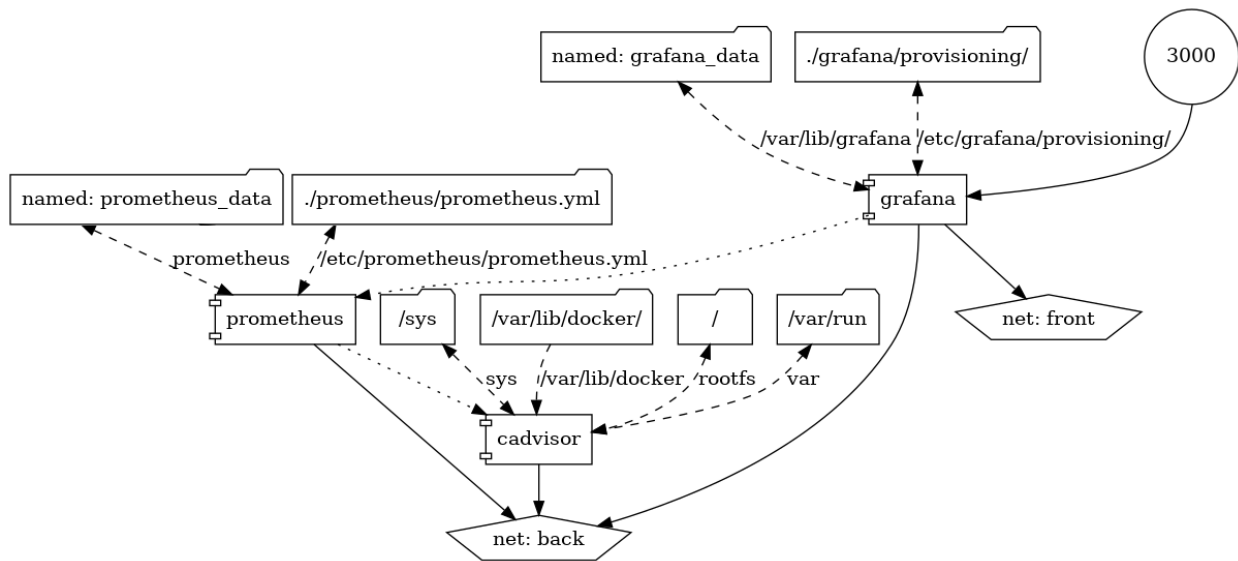 named: grafana_data
./grafana/provisioning/
3000
/var/lib/grafana
/etc/grafana/provisioning/
named: prometheus_data
./prometheus/prometheus.yml
grafana
prometheus
/etc/prometheus/prometheus.yml
prometheus
/sys
/var/lib/docker/
/
/var/run
net: front
sys
/var/lib/docker
rootfs
var
cadvisor
net: back